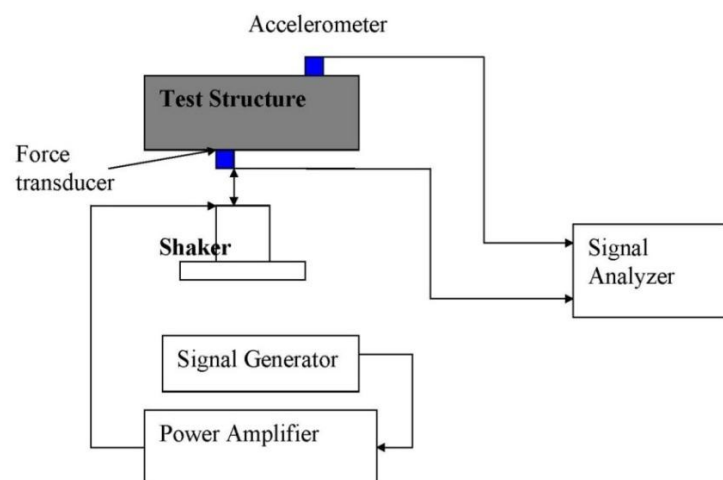 Accelerometer
Test Structure
Force
transducer
Shaker
Signal
Analyzer
Signal Generator
Power Amplifier